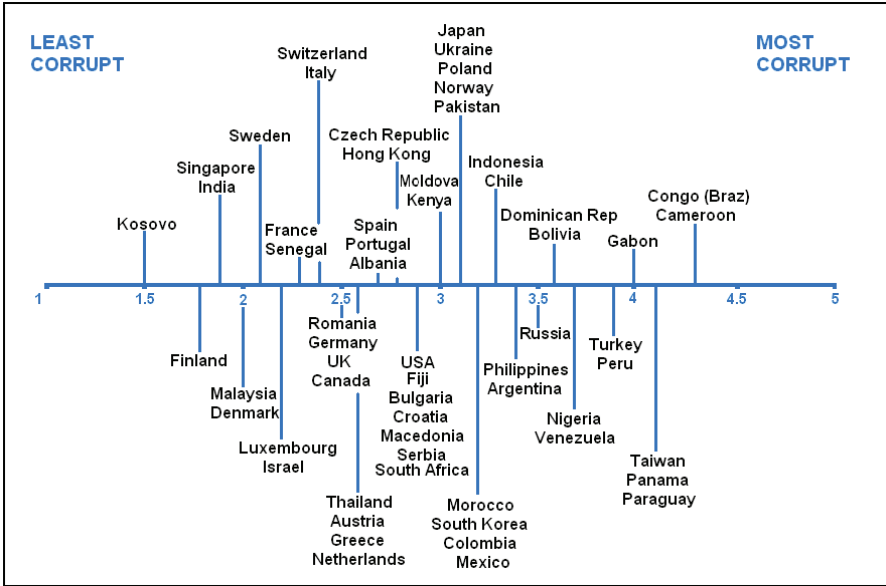 LEAST
CORRUPT
MOST
CORRUPT
Switzerland
Italy
Japan
Ukraine
Poland
Norway
Pakistan
Sweden
Czech Republic
Hong Kong
Singapore
India
Moldova
Kenya
Indonesia
Chile
Congo (Braz)
Cameroon
Kosovo
France
Senegal
Spain
Portugal
Albania
Dominican Rep
Bolivia
Gabon
1
1.5
2
2.5
3
3.5
4
4.5
5
Finland
Malaysia
Denmark
Luxembourg
Israel
Romania
Germany
UK
Canada
Thailand
Austria
Greece
Netherlands
USA
Fiji
Bulgaria
Croatia
Macedonia
Serbia
South Africa
Morocco
South Korea
Colombia
Mexico
Philippines
Argentina
Russia
Nigeria
Venezuela
Turkey
Peru
Taiwan
Panama
Paraguay